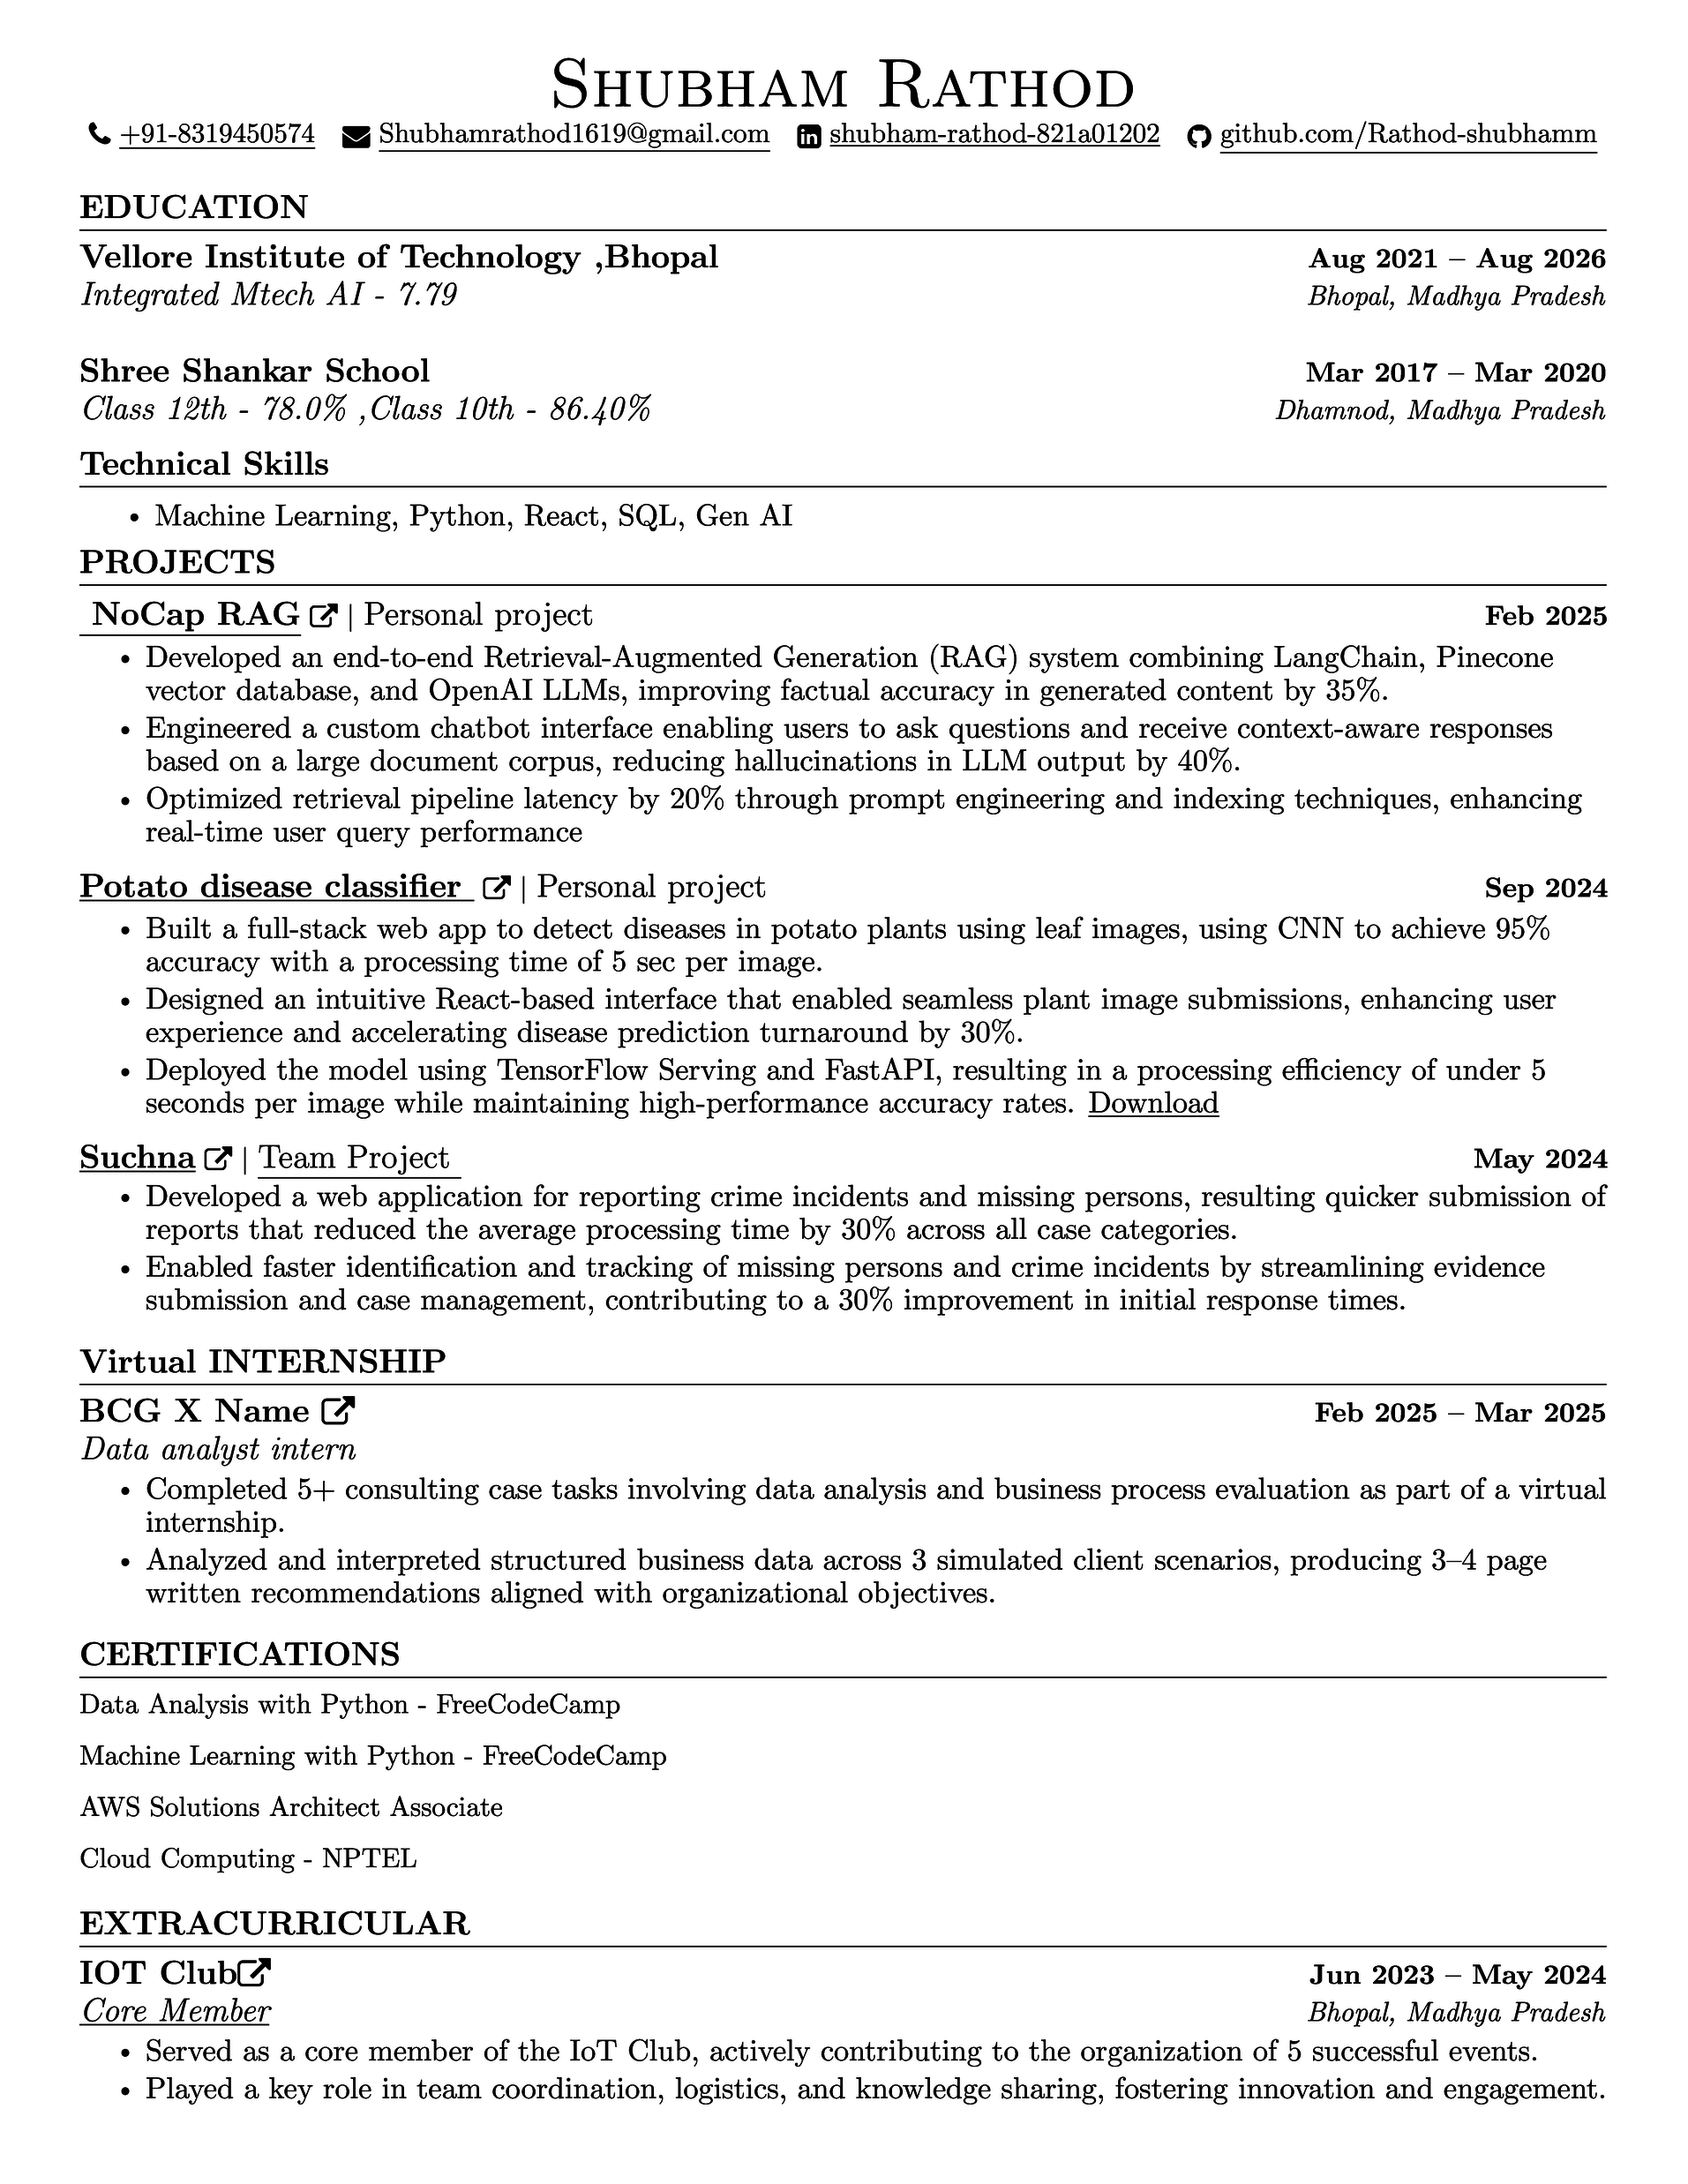 Shubham Rathod
+91-8319450574 Shubhamrathod1619@gmail.com shubham-rathod-821a01202 github.com/Rathod-shubhamm
EDUCATION
Vellore Institute of Technology ,Bhopal Aug 2021 – Aug 2026
Integrated Mtech AI - 7.79 Bhopal, Madhya Pradesh
Shree Shankar School Mar 2017 – Mar 2020
Class 12th - 78.0% ,Class 10th - 86.40% Dhamnod, Madhya Pradesh
Technical Skills
• Machine Learning, Python, React, SQL, Gen AI
PROJECTS
NoCap RAG | Personal project Feb 2025
• Developed an end-to-end Retrieval-Augmented Generation (RAG) system combining LangChain, Pinecone
vector database, and OpenAI LLMs, improving factual accuracy in generated content by 35%.
• Engineered a custom chatbot interface enabling users to ask questions and receive context-aware responses
based on a large document corpus, reducing hallucinations in LLM output by 40%.
• Optimized retrieval pipeline latency by 20% through prompt engineering and indexing techniques, enhancing
real-time user query performance
Potato disease classifier | Personal project Sep 2024
• Built a full-stack web app to detect diseases in potato plants using leaf images, using CNN to achieve 95%
accuracy with a processing time of 5 sec per image.
• Designed an intuitive React-based interface that enabled seamless plant image submissions, enhancing user
experience and accelerating disease prediction turnaround by 30%.
• Deployed the model using TensorFlow Serving and FastAPI, resulting in a processing efficiency of under 5
seconds per image while maintaining high-performance accuracy rates. Download
Suchna | Team Project May 2024
• Developed a web application for reporting crime incidents and missing persons, resulting quicker submission of
reports that reduced the average processing time by 30% across all case categories.
• Enabled faster identification and tracking of missing persons and crime incidents by streamlining evidence
submission and case management, contributing to a 30% improvement in initial response times.
Virtual INTERNSHIP
BCG X Name Feb 2025 – Mar 2025
Data analyst intern
• Completed 5+ consulting case tasks involving data analysis and business process evaluation as part of a virtual
internship.
• Analyzed and interpreted structured business data across 3 simulated client scenarios, producing 3–4 page
written recommendations aligned with organizational objectives.
CERTIFICATIONS
Data Analysis with Python - FreeCodeCamp
Machine Learning with Python - FreeCodeCamp
AWS Solutions Architect Associate
Cloud Computing - NPTEL
EXTRACURRICULAR
IOT Club Jun 2023 – May 2024
Core Member Bhopal, Madhya Pradesh
• Served as a core member of the IoT Club, actively contributing to the organization of 5 successful events.
• Played a key role in team coordination, logistics, and knowledge sharing, fostering innovation and engagement.